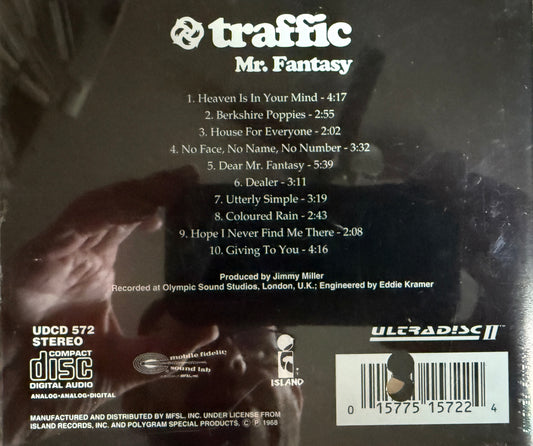 traffic
Mr. Fantasy
1. Heaven Is In Your Mind - 4:17
2. Berkshire Poppies - 2:55
3. House For Everyone - 2:02
4. No Face, No Name, No Number - 3:32
5. Dear Mr. Fantasy - 5:39
6. Dealer - 3:11
7. Utterly Simple - 3:19
8. Coloured Rain - 2:43
9. Hope I Never Find Me There - 2:08
10. Giving To You - 4:16
Produced by Jimmy Miller
Recorded at Olympic Sound Studios, London, U.K.; Engineered by Eddie Kramer
UDCD 572
STEREO
COMPACT
disc
DIGITAL AUDIO
ANALOG-ANALOG-DIGITAL
mobile fidelity
sound lab
ISLAND
ULTRADISC II™
0 15775 15722 4
MANUFACTURED AND DISTRIBUTED BY MFSL, INC. UNDER LICENSE FROM
ISLAND RECORDS, INC. AND POLYGRAM SPECIAL PRODUCTS. Ⓒ Ⓟ 1968